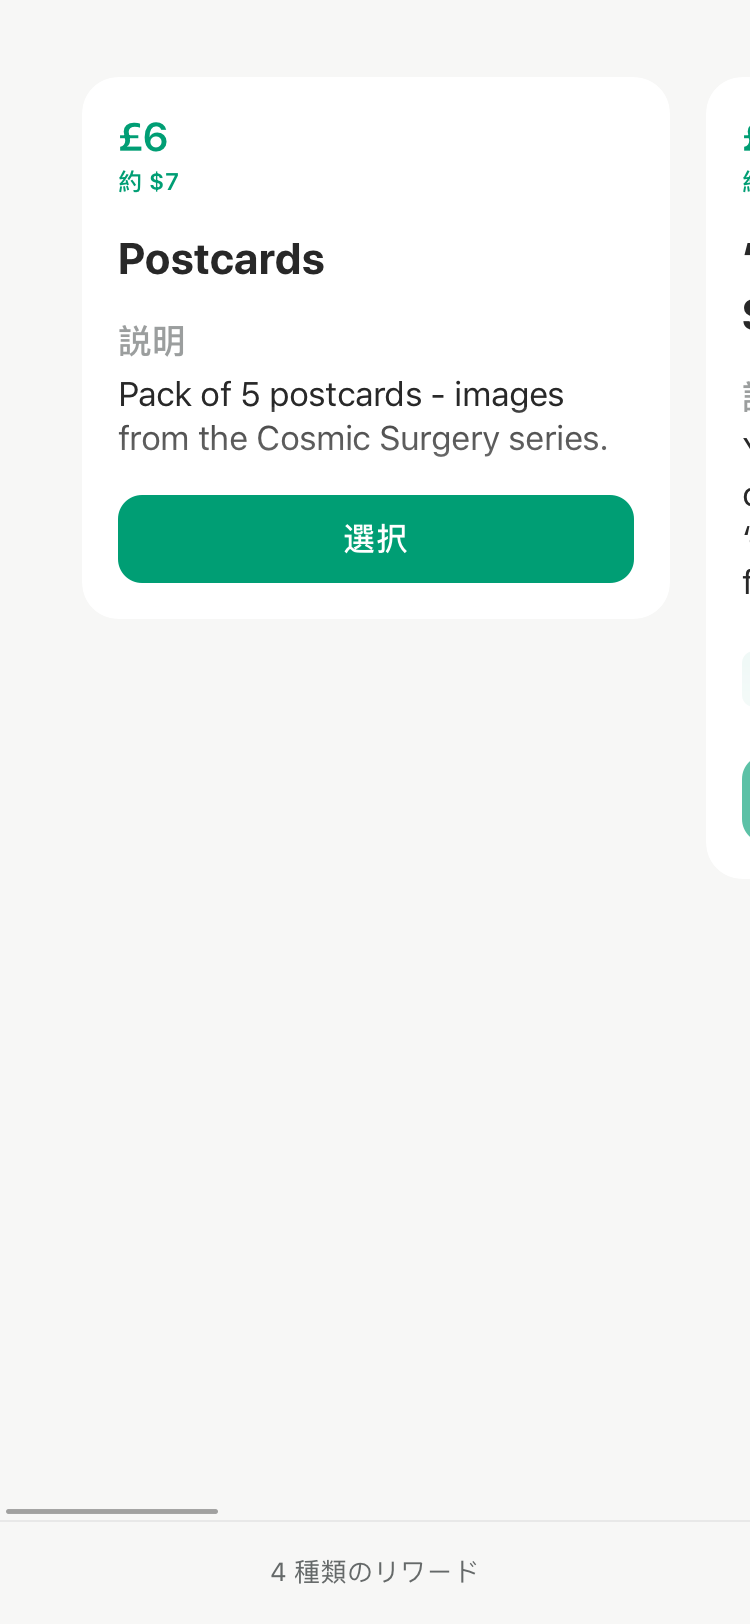 £6
約 $7
Postcards
説明
Pack of 5 postcards - images
from the Cosmic Surgery series.
選択
4 種類のリワード